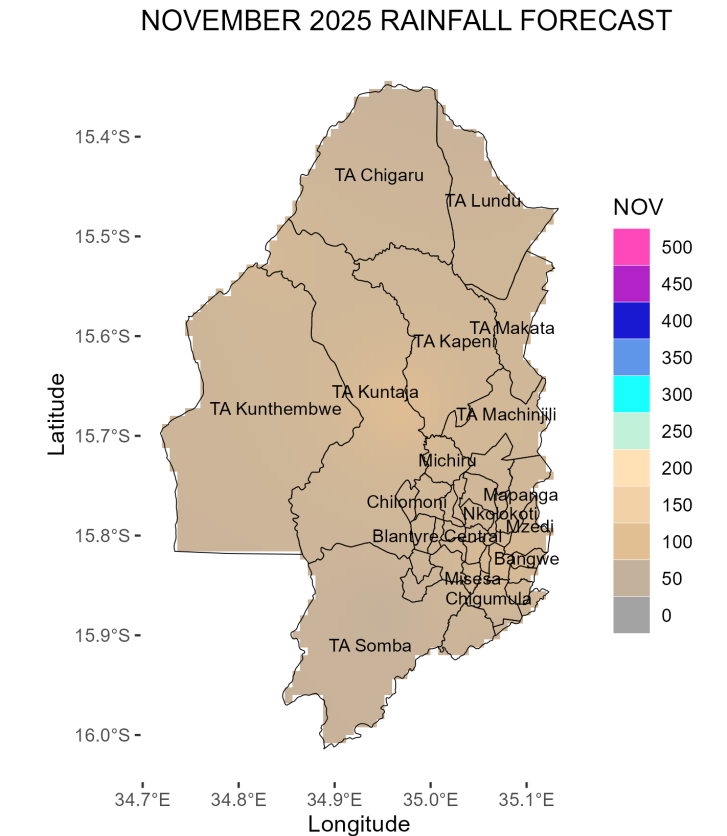 NOVEMBER 2025 RAINFALL FORECAST
15.4°S
15.5°S
15.6°S
15.7°S
15.8°S
15.9°S
16.0°S
Latitude
TA Chigaru
TA Lundu
TA Makata
TA Kapeni
TA Kuntaja
TA Kunthembwe
TA Machinjili
Michiru
Chilomoni
Mapanga
Nkolokoti
Mzedi
Blantyre Central
Bangwe
Misesa
Chigumula
TA Somba
34.7°E
34.8°E
34.9°E
35.0°E
35.1°E
Longitude
NOV
500
450
400
350
300
250
200
150
100
50
0